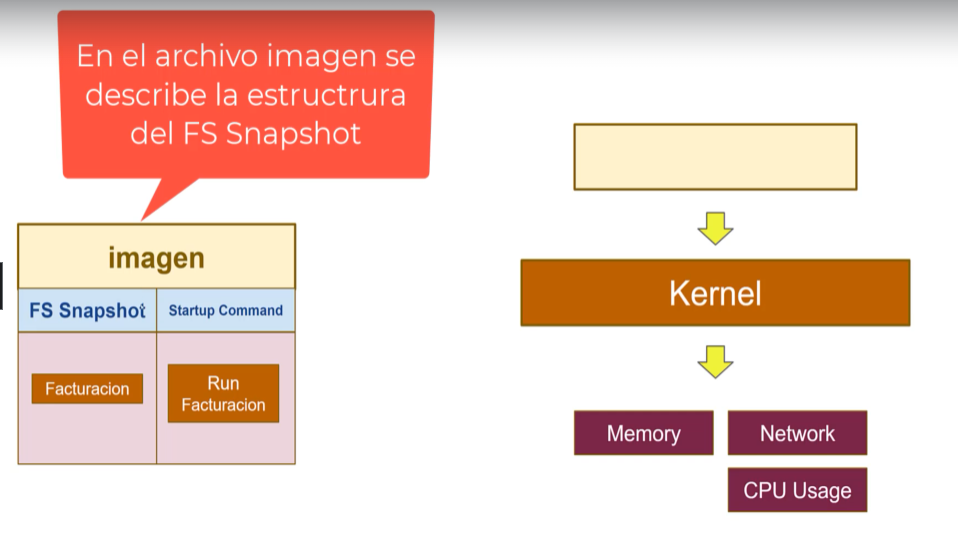 En el archivo imagen se
describe la estructrura
del FS Snapshot
imagen
FS Snapshot
Startup Command
Facturacion
Run
Facturacion
Kernel
Memory
Network
CPU Usage